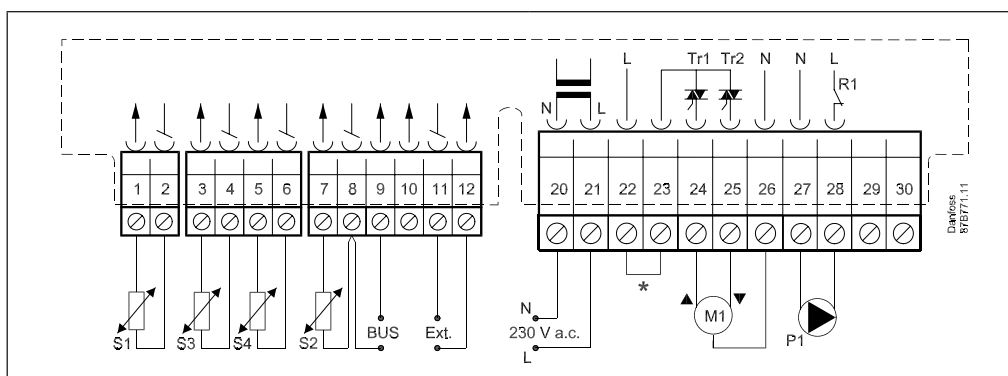 L Tr1 Tr2 N N L
R1
N L
1 2 3 4 5 6 7 8 9 10 11 12 20 21 22 23 24 25 26 27 28 29 30
Danfoss
87B771.11
*
N
S1 S3 S4 S2 BUS Ext. 230 V a.c. M1 P1
L